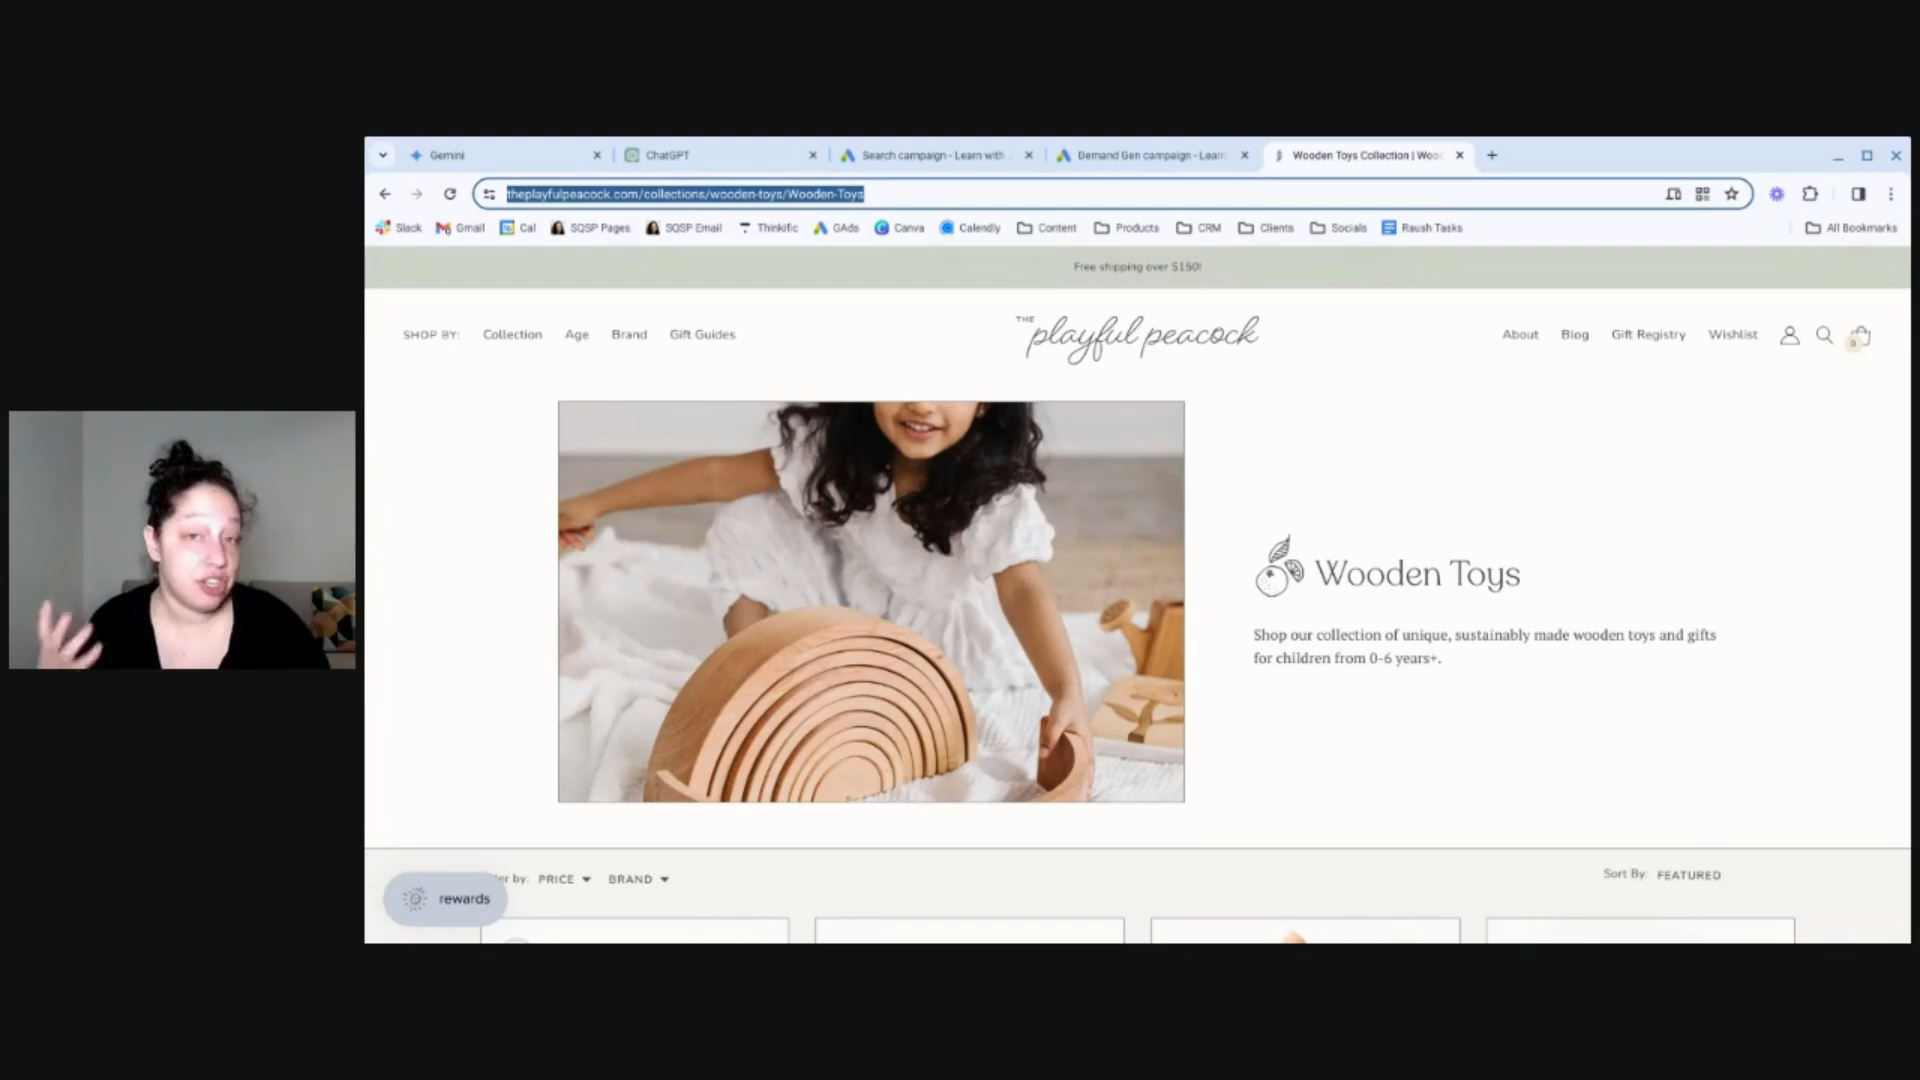 Gemini
ChatGPT
Search campaign - Learn with ...
Demand Gen campaign - Learn
Wooden Toys Collection | Woo
theplayfulpeacock.com/collections/wooden-toys/Wooden-Toys
Slack Gmail Cal SQSP Pages SQSP Email Thinkific GAds Canva Calendly Content Products CRM Clients Socials Raush Tasks All Bookmarks
Free shipping over $150!
SHOP BY: Collection Age Brand Gift Guides
THE playful peacock
About Blog Gift Registry Wishlist 0
Wooden Toys
Shop our collection of unique, sustainably made wooden toys and gifts
for children from 0-6 years+.
er by: PRICE BRAND
Sort By: FEATURED
rewards